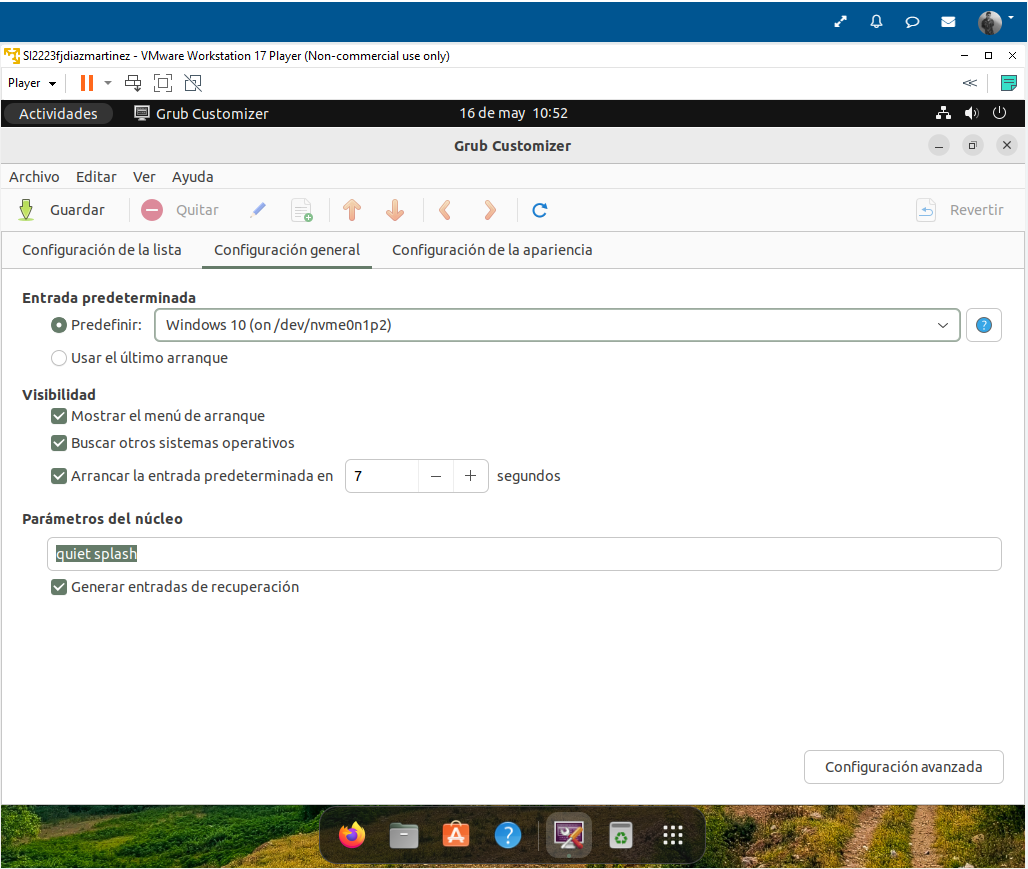 SI2223fjdiazmartinez - VMware Workstation 17 Player (Non-commercial use only)
Player
Actividades Grub Customizer 16 de may 10:52
Grub Customizer
Archivo Editar Ver Ayuda
Guardar Quitar Revertir
Configuración de la lista Configuración general Configuración de la apariencia
Entrada predeterminada
Predefinir: Windows 10 (on /dev/nvme0n1p2)
Usar el último arranque
Visibilidad
Mostrar el menú de arranque
Buscar otros sistemas operativos
Arrancar la entrada predeterminada en 7 segundos
Parámetros del núcleo
quiet splash
Generar entradas de recuperación
Configuración avanzada